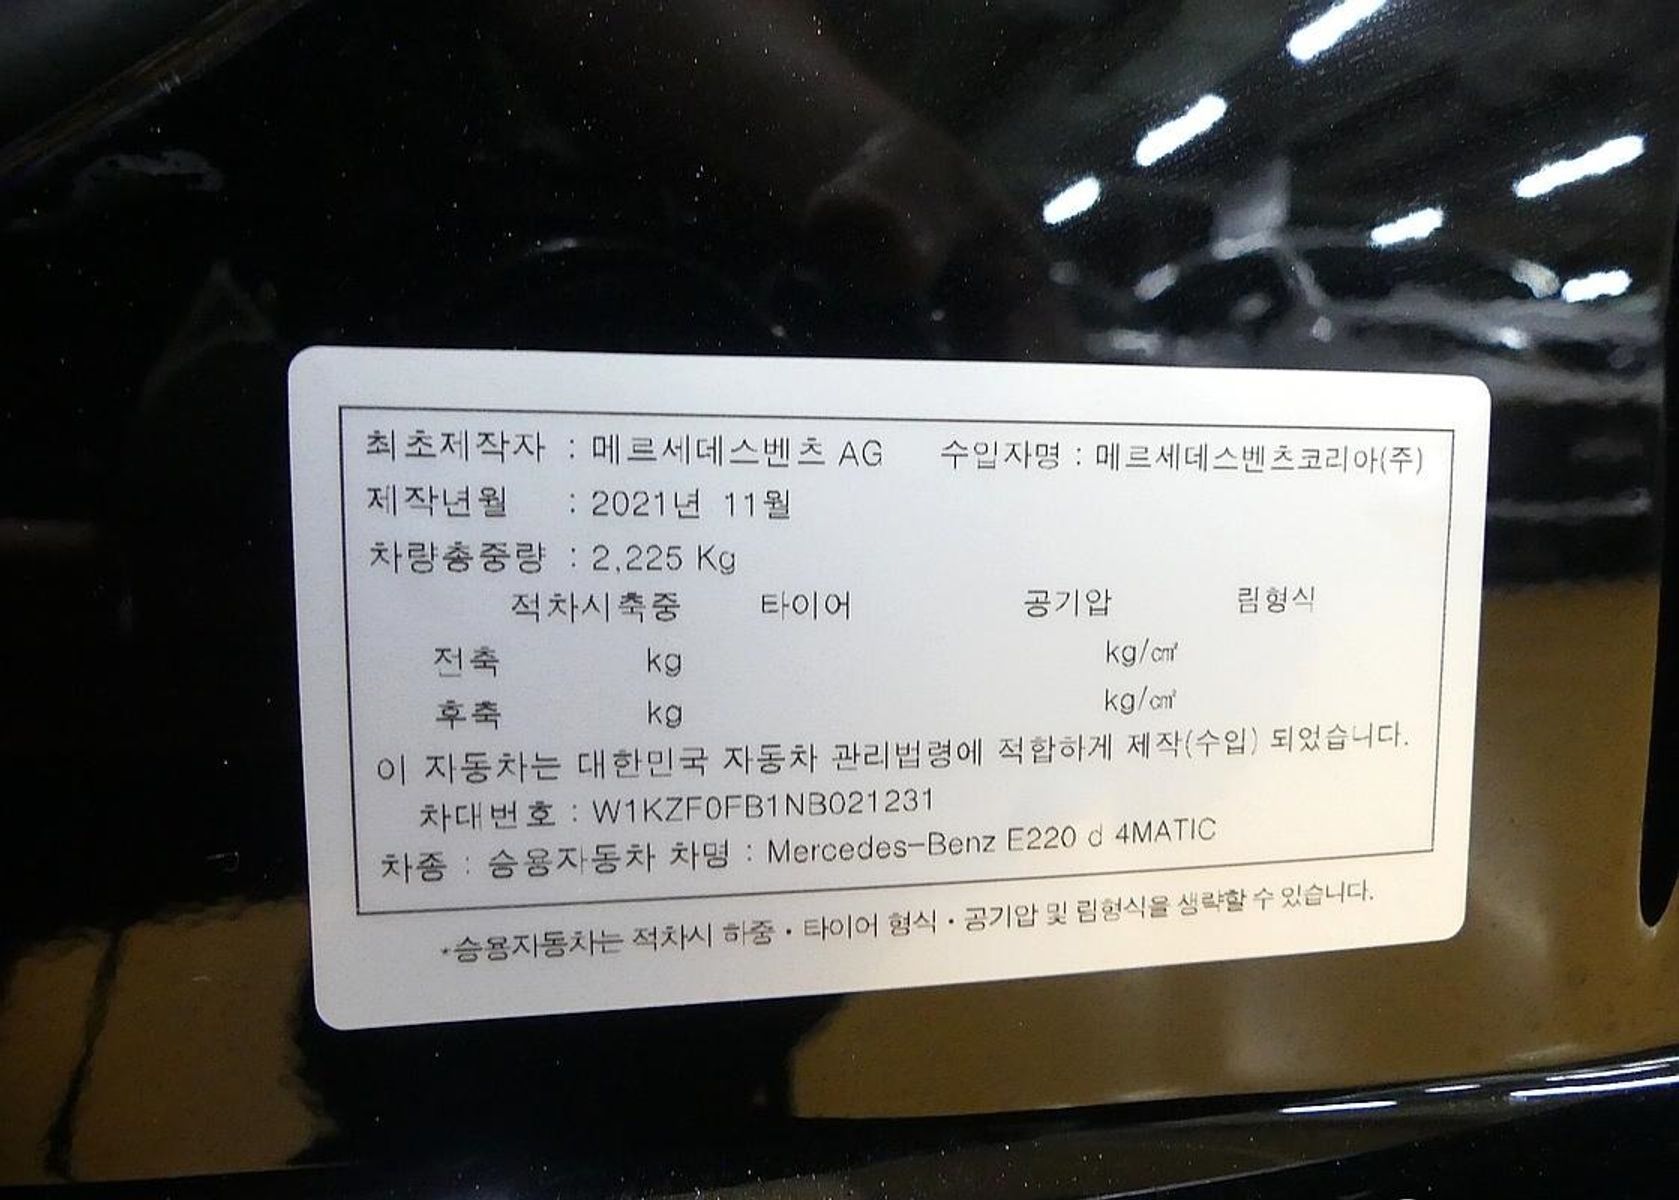 최초제작자 : 메르세데스벤츠 AG 수입자명 : 메르세데스벤츠코리아(주)
제작년월 : 2021년 11월
차량총중량 : 2,225 Kg
적차시축중 타이어 공기압 림형식
전축 kg kg/㎠
후축 kg kg/㎠
이 자동차는 대한민국 자동차 관리법령에 적합하게 제작(수입) 되었습니다.
차대번호 : W1KZF0FB1NB021231
차종 : 승용자동차 차명 : Mercedes-Benz E220 d 4MATIC
*승용자동차는 적차시 하중·타이어 형식·공기압 및 림형식을 생략할 수 있습니다.